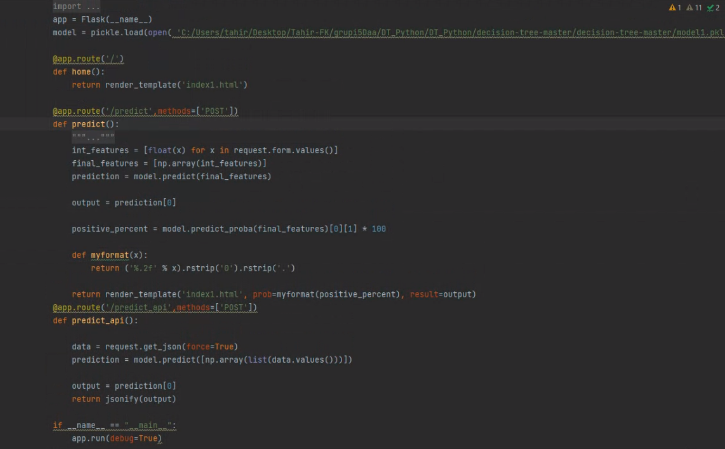 import ...
1 11 2
app = Flask(__name__)
model = pickle.load(open( 'C:/Users/tahir/Desktop/Tahir-FK/grupi5Daa/DT_Python/DT_Python/decision-tree-master/decision-tree-master/model1.pkl
@app.route('/')
def home():
    return render_template('index1.html')
@app.route('/predict',methods=['POST'])
def predict():
    """..."""
    int_features = [float(x) for x in request.form.values()]
    final_features = [np.array(int_features)]
    prediction = model.predict(final_features)
    output = prediction[0]
    positive_percent = model.predict_proba(final_features)[0][1] * 100
    def myformat(x):
        return ('%.2f' % x).rstrip('0').rstrip('.')
    return render_template('index1.html', prob=myformat(positive_percent), result=output)
@app.route('/predict_api',methods=['POST'])
def predict_api():
    data = request.get_json(force=True)
    prediction = model.predict([np.array(list(data.values()))])
    output = prediction[0]
    return jsonify(output)
if __name__ == "__main__":
    app.run(debug=True)